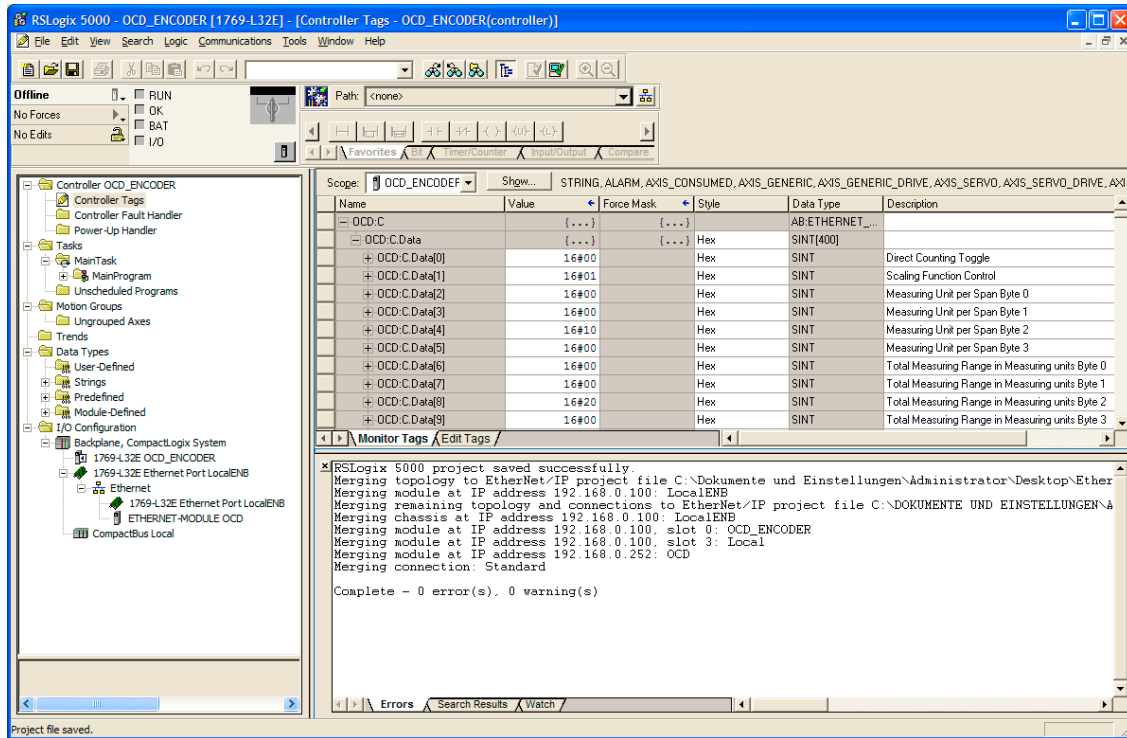 RSLogix 5000 - OCD_ENCODER [1769-L32E] - [Controller Tags - OCD_ENCODER(controller)]
File Edit View Search Logic Communications Tools Window Help
Offline
RUN
No Forces
OK
No Edits
BAT
I/O
Path: <none>
Favorites Bit Timer/Counter Input/Output Compare
Controller OCD_ENCODER
Controller Tags
Controller Fault Handler
Power-Up Handler
Tasks
MainTask
MainProgram
Unscheduled Programs
Motion Groups
Ungrouped Axes
Trends
Data Types
User-Defined
Strings
Predefined
Module-Defined
I/O Configuration
Backplane, CompactLogix System
1769-L32E OCD_ENCODER
1769-L32E Ethernet Port LocalENB
Ethernet
1769-L32E Ethernet Port LocalENB
ETHERNET-MODULE OCD
CompactBus Local
Scope: OCD_ENCODEF Show... STRING, ALARM, AXIS_CONSUMED, AXIS_GENERIC, AXIS_GENERIC_DRIVE, AXIS_SERVO, AXIS_SERVO_DRIVE, AXI
Name Value Force Mask Style Data Type Description
OCD:C {...} {...} AB:ETHERNET_...
OCD:C.Data {...} {...} Hex SINT[400]
OCD:C.Data[0] 16#00 Hex SINT Direct Counting Toggle
OCD:C.Data[1] 16#01 Hex SINT Scaling Function Control
OCD:C.Data[2] 16#00 Hex SINT Measuring Unit per Span Byte 0
OCD:C.Data[3] 16#00 Hex SINT Measuring Unit per Span Byte 1
OCD:C.Data[4] 16#10 Hex SINT Measuring Unit per Span Byte 2
OCD:C.Data[5] 16#00 Hex SINT Measuring Unit per Span Byte 3
OCD:C.Data[6] 16#00 Hex SINT Total Measuring Range in Measuring units Byte 0
OCD:C.Data[7] 16#00 Hex SINT Total Measuring Range in Measuring units Byte 1
OCD:C.Data[8] 16#20 Hex SINT Total Measuring Range in Measuring units Byte 2
OCD:C.Data[9] 16#00 Hex SINT Total Measuring Range in Measuring units Byte 3
Monitor Tags Edit Tags
RSLogix 5000 project saved successfully.
Merging topology to EtherNet/IP project file C:\Dokumente und Einstellungen\Administrator\Desktop\Ether
Merging module at IP address 192.168.0.100: LocalENB
Merging remaining topology and connections to EtherNet/IP project file C:\DOKUMENTE UND EINSTELLUNGEN\A
Merging chassis at IP address 192.168.0.100: LocalENB
Merging module at IP address 192.168.0.100, slot 0: OCD_ENCODER
Merging module at IP address 192.168.0.100, slot 3: Local
Merging module at IP address 192.168.0.252: OCD
Merging connection: Standard
Complete - 0 error(s), 0 warning(s)
Errors Search Results Watch
Project file saved.